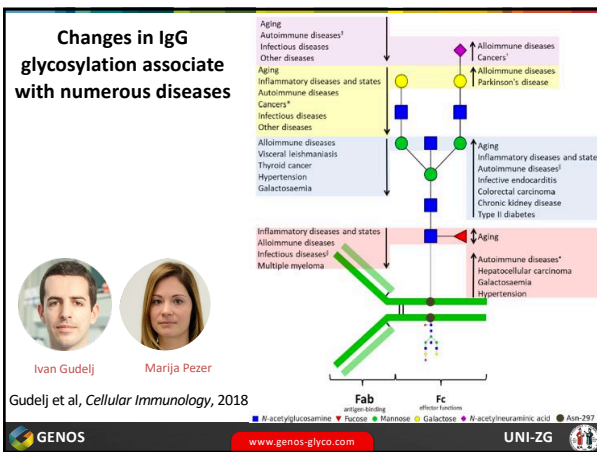 Changes in IgG
glycosylation associate
with numerous diseases
Aging
Autoimmune diseases§
Infectious diseases
Other diseases
Alloimmune diseases
Cancers†
Aging
Inflammatory diseases and states
Autoimmune diseases
Cancers*
Infectious diseases
Other diseases
Alloimmune diseases
Parkinson's disease
Alloimmune diseases
Visceral leishmaniasis
Thyroid cancer
Hypertension
Galactosaemia
Aging
Inflammatory diseases and state
Autoimmune diseases
Infective endocarditis
Colorectal carcinoma
Chronic kidney disease
Type II diabetes
Inflammatory diseases and states
Alloimmune diseases
Infectious diseases
Multiple myeloma
Aging
Autoimmune diseases*
Hepatocellular carcinoma
Galactosaemia
Hypertension
Ivan Gudelj
Marija Pezer
Fab
antigen-binding
Fc
effector functions
Gudelj et al, Cellular Immunology, 2018
N-acetylglucosamine Fucose Mannose Galactose N-acetylneuraminic acid Asn-297
GENOS
www.genos-glyco.com
UNI-ZG